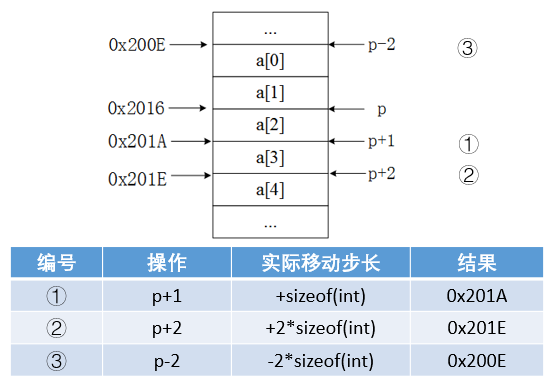 ...
0x200E p-2 ③
a[0]
a[1]
0x2016 p
a[2]
0x201A p+1 ①
a[3]
0x201E p+2 ②
a[4]
...
编号 操作 实际移动步长 结果
① p+1 +sizeof(int) 0x201A
② p+2 +2*sizeof(int) 0x201E
③ p-2 -2*sizeof(int) 0x200E